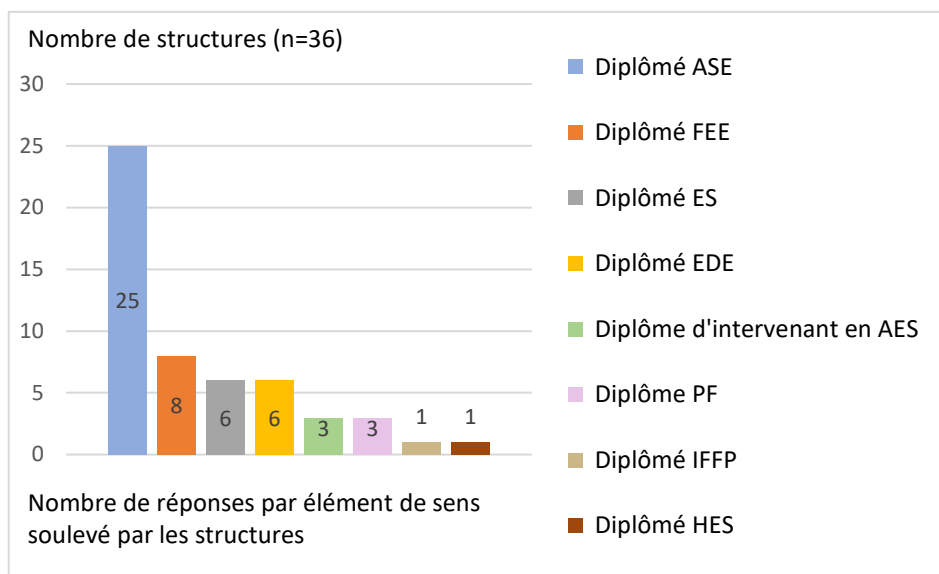 Nombre de structures (n=36)
30
25
20
15
10
5
0
25
8
6
6
3
3
1
1
Nombre de réponses par élément de sens
soulevé par les structures
Diplômé ASE
Diplômé FEE
Diplômé ES
Diplômé EDE
Diplôme d'intervenant en AES
Diplôme PF
Diplômé IFFP
Diplômé HES